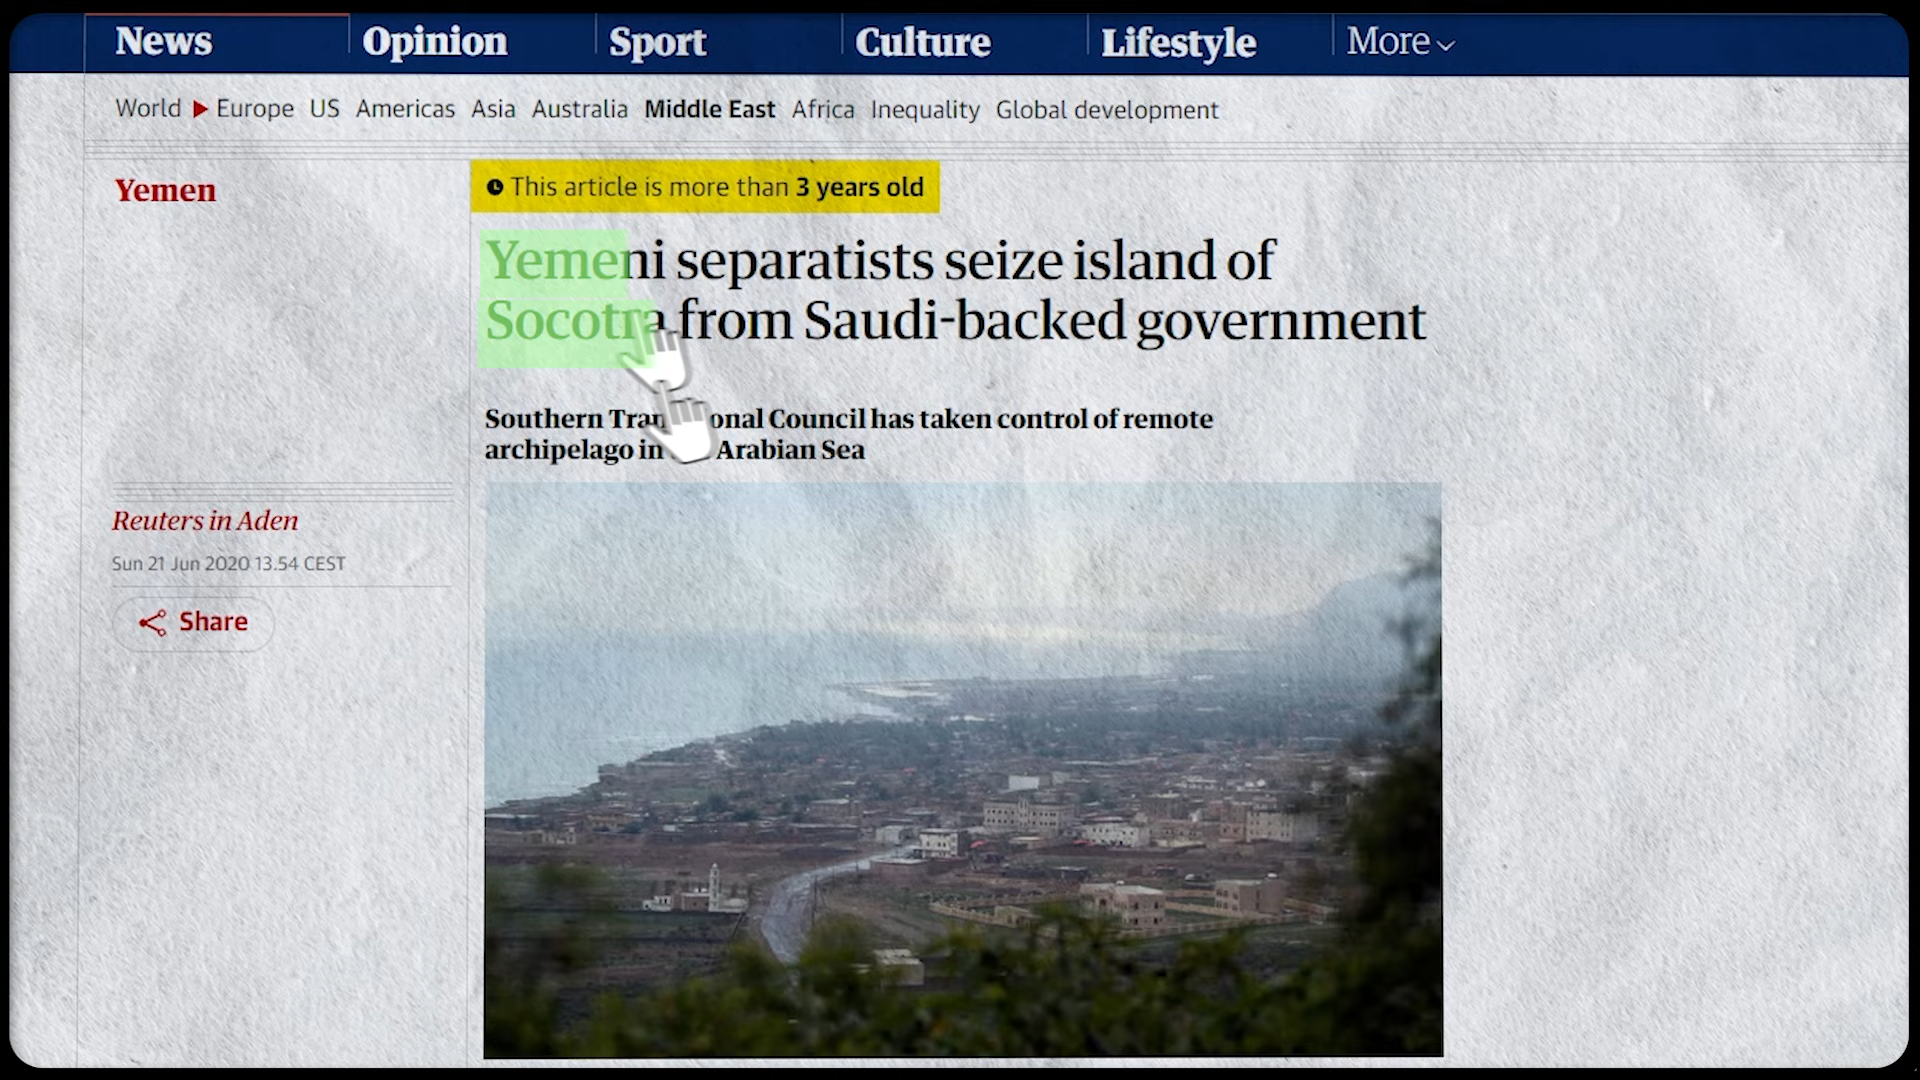 News Opinion Sport Culture Lifestyle More
World Europe US Americas Asia Australia Middle East Africa Inequality Global development
Yemen
This article is more than 3 years old
Yemeni separatists seize island of
Socotra from Saudi-backed government
Southern onal Council has taken control of remote
archipelago in Arabian Sea
Reuters in Aden
Sun 21 Jun 2020 13.54 CEST
Share